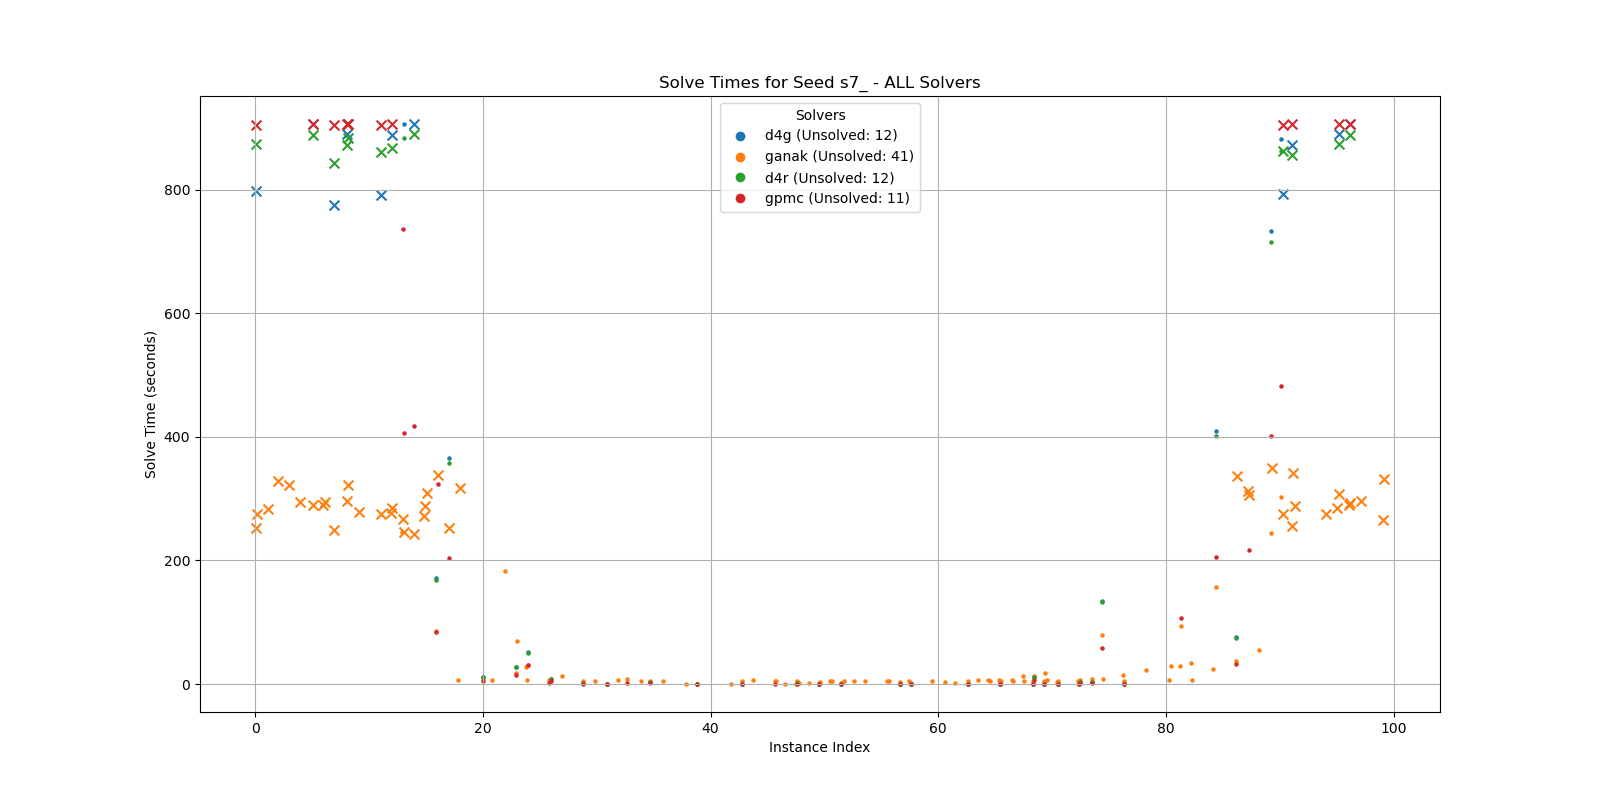 Solve Times for Seed s7_ - ALL Solvers
Solvers
d4g (Unsolved: 12)
ganak (Unsolved: 41)
d4r (Unsolved: 12)
gpmc (Unsolved: 11)
Solve Time (seconds)
800
600
400
200
0
0 20 40 60 80 100
Instance Index